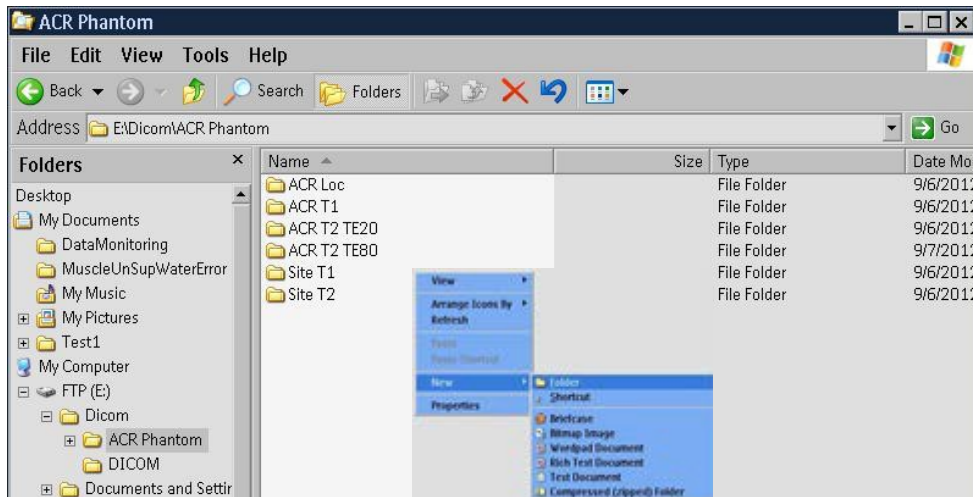 ACR Phantom
File Edit View Tools Help
Back Search Folders
Address E:\Dicom\ACR Phantom Go
Folders ×
Desktop
My Documents
DataMonitoring
MuscleUnSupWaterError
My Music
My Pictures
Test1
My Computer
FTP (E:)
Dicom
ACR Phantom
DICOM
Documents and Settir
Name Size Type Date Mo
ACR Loc File Folder 9/6/2012
ACR T1 File Folder 9/6/2012
ACR T2 TE20 File Folder 9/6/2012
ACR T2 TE80 File Folder 9/7/2012
Site T1 File Folder 9/6/2012
Site T2 File Folder 9/6/2012
View
Arrange Icons By
Refresh
Paste
Paste Shortcut
New
Properties
Folder
Shortcut
Briefcase
Bitmap Image
Wordpad Document
Rich Text Document
Text Document
Compressed (zipped) Folder